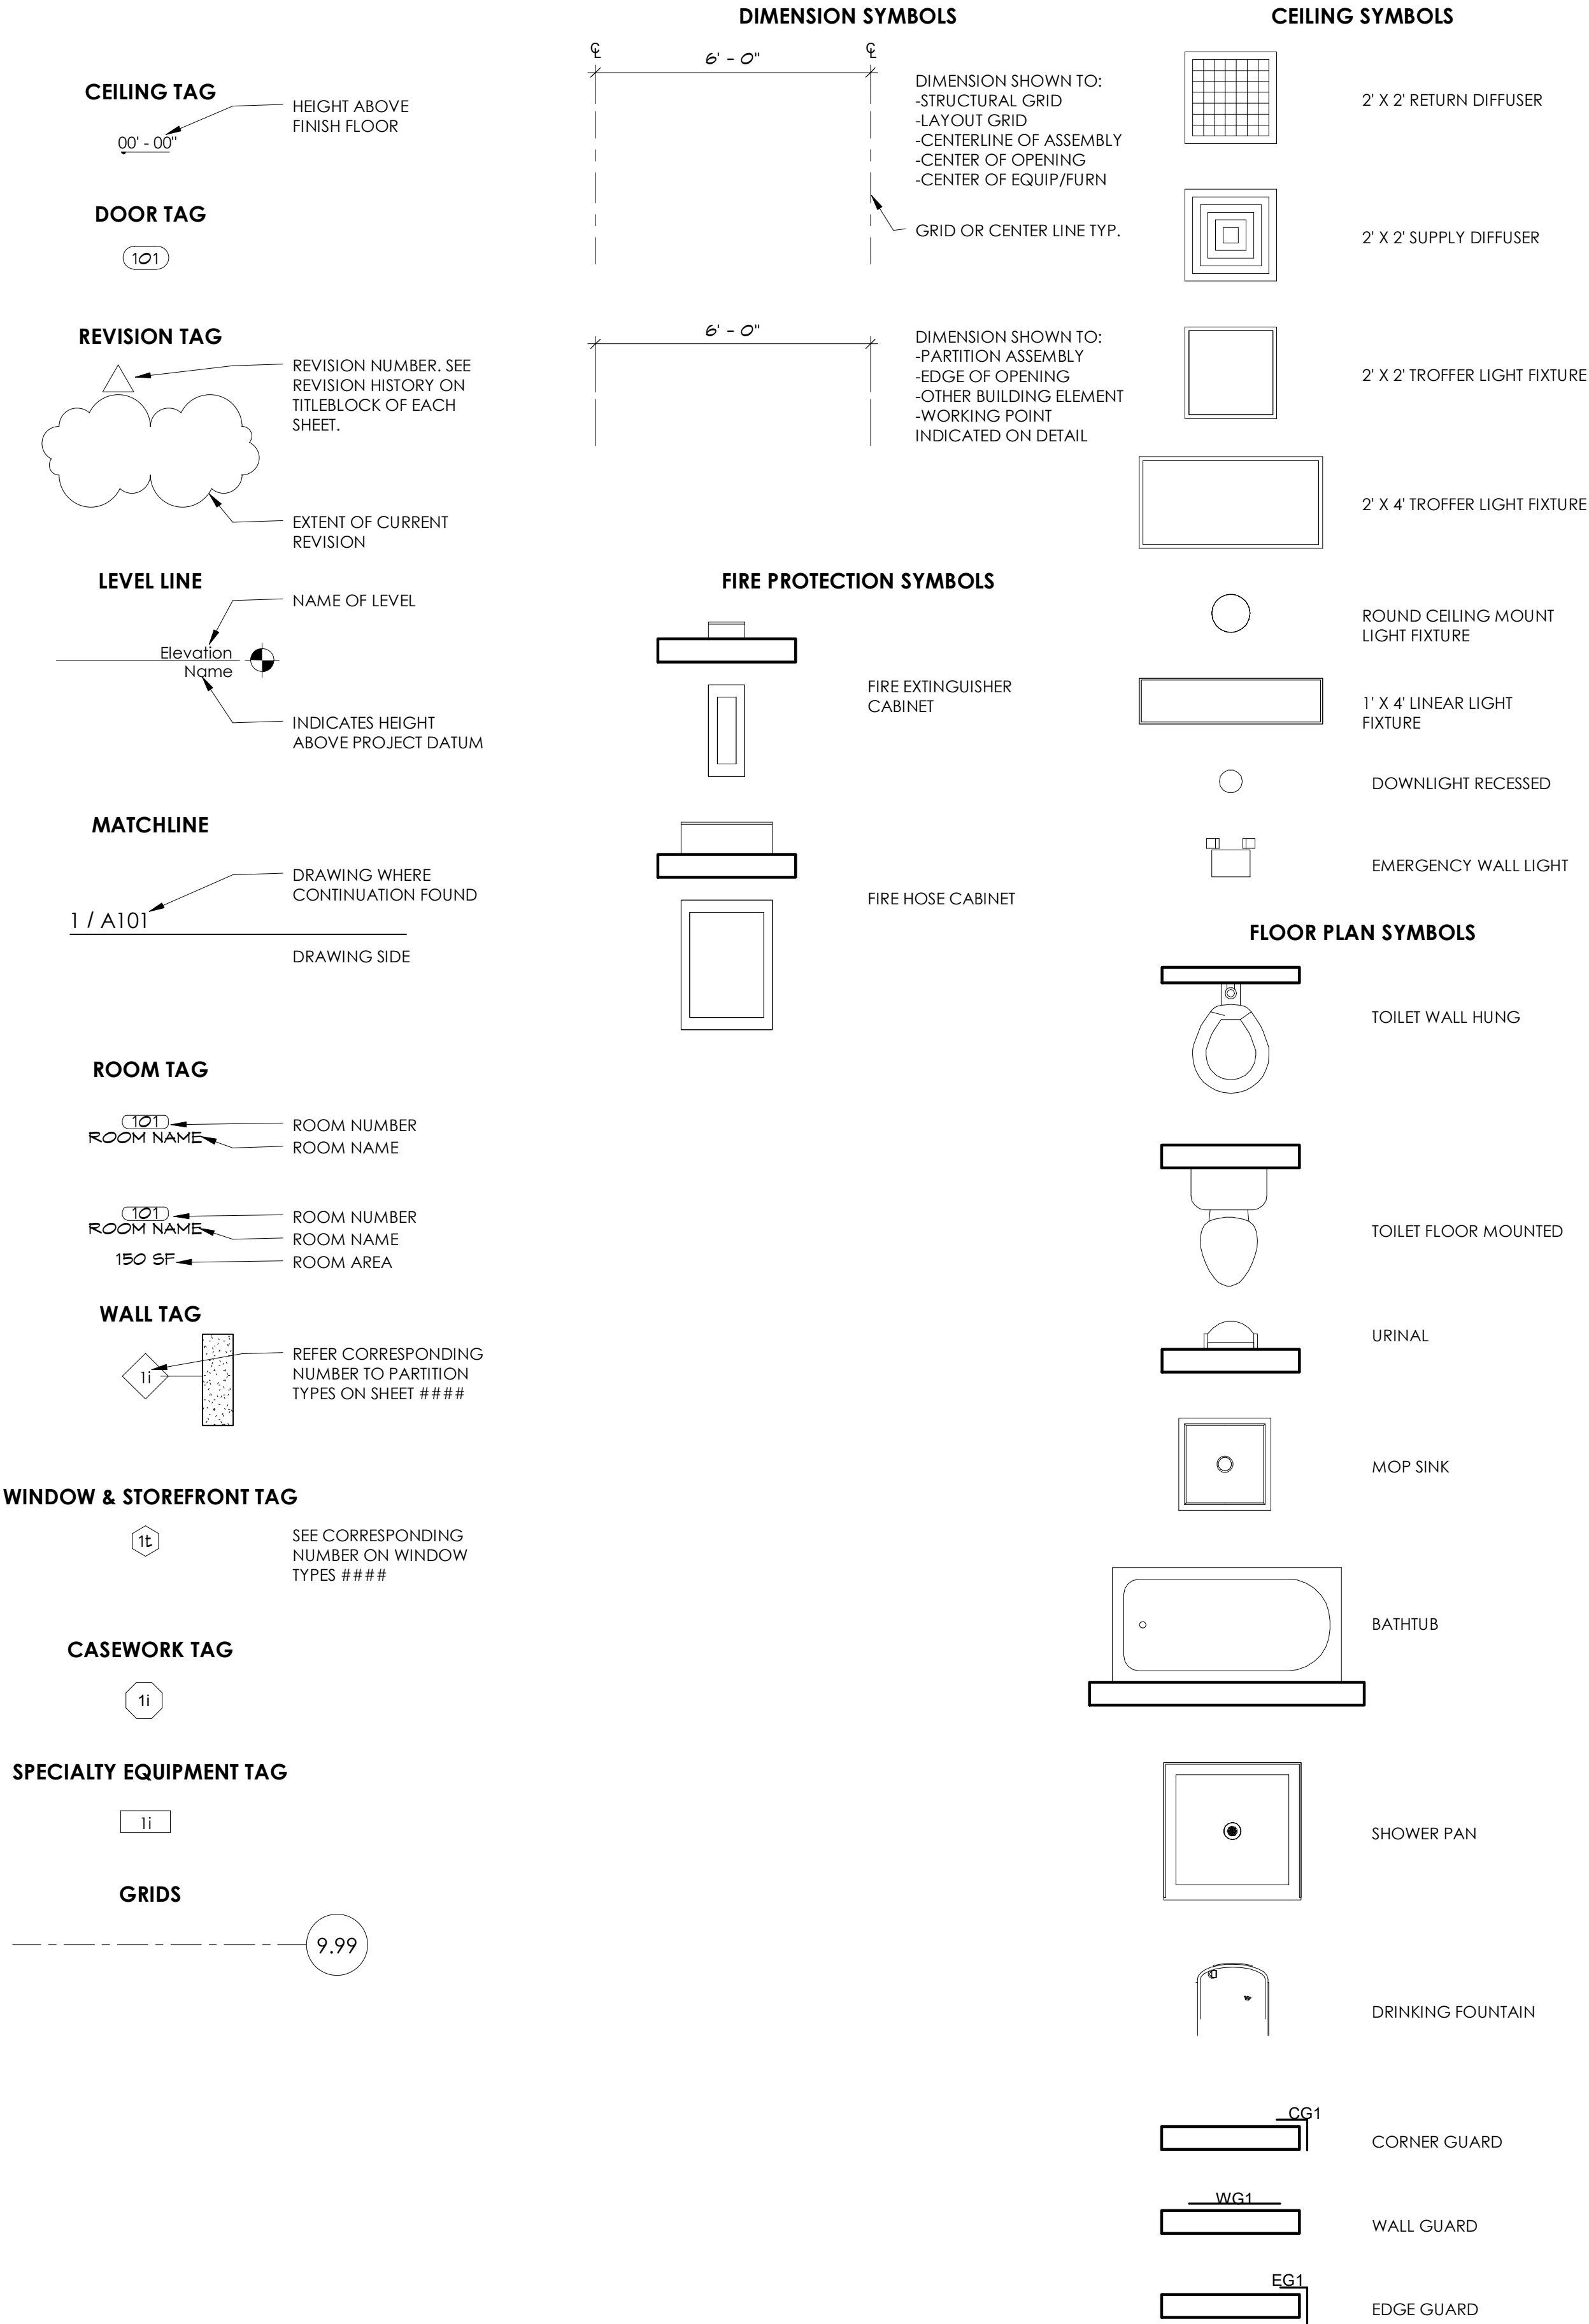 CEILING TAG
00' - 00"
HEIGHT ABOVE
FINISH FLOOR
DOOR TAG
101
REVISION TAG
REVISION NUMBER. SEE
REVISION HISTORY ON
TITLEBLOCK OF EACH
SHEET.
EXTENT OF CURRENT
REVISION
LEVEL LINE
NAME OF LEVEL
Elevation
Name
INDICATES HEIGHT
ABOVE PROJECT DATUM
MATCHLINE
DRAWING WHERE
CONTINUATION FOUND
1 / A101
DRAWING SIDE
ROOM TAG
101
ROOM NAME
ROOM NUMBER
ROOM NAME
101
ROOM NAME
150 SF
ROOM NUMBER
ROOM NAME
ROOM AREA
WALL TAG
1i
REFER CORRESPONDING
NUMBER TO PARTITION
TYPES ON SHEET ####
WINDOW & STOREFRONT TAG
1t
SEE CORRESPONDING
NUMBER ON WINDOW
TYPES ####
CASEWORK TAG
1i
SPECIALTY EQUIPMENT TAG
1i
GRIDS
9.99
DIMENSION SYMBOLS
℄ ℄
6' - 0"
DIMENSION SHOWN TO:
-STRUCTURAL GRID
-LAYOUT GRID
-CENTERLINE OF ASSEMBLY
-CENTER OF OPENING
-CENTER OF EQUIP/FURN
GRID OR CENTER LINE TYP.
6' - 0"
DIMENSION SHOWN TO:
-PARTITION ASSEMBLY
-EDGE OF OPENING
-OTHER BUILDING ELEMENT
-WORKING POINT
INDICATED ON DETAIL
FIRE PROTECTION SYMBOLS
FIRE EXTINGUISHER
CABINET
FIRE HOSE CABINET
CEILING SYMBOLS
2' X 2' RETURN DIFFUSER
2' X 2' SUPPLY DIFFUSER
2' X 2' TROFFER LIGHT FIXTURE
2' X 4' TROFFER LIGHT FIXTURE
ROUND CEILING MOUNT
LIGHT FIXTURE
1' X 4' LINEAR LIGHT
FIXTURE
DOWNLIGHT RECESSED
EMERGENCY WALL LIGHT
FLOOR PLAN SYMBOLS
TOILET WALL HUNG
TOILET FLOOR MOUNTED
URINAL
MOP SINK
BATHTUB
SHOWER PAN
DRINKING FOUNTAIN
CG1
CORNER GUARD
WG1
WALL GUARD
EG1
EDGE GUARD